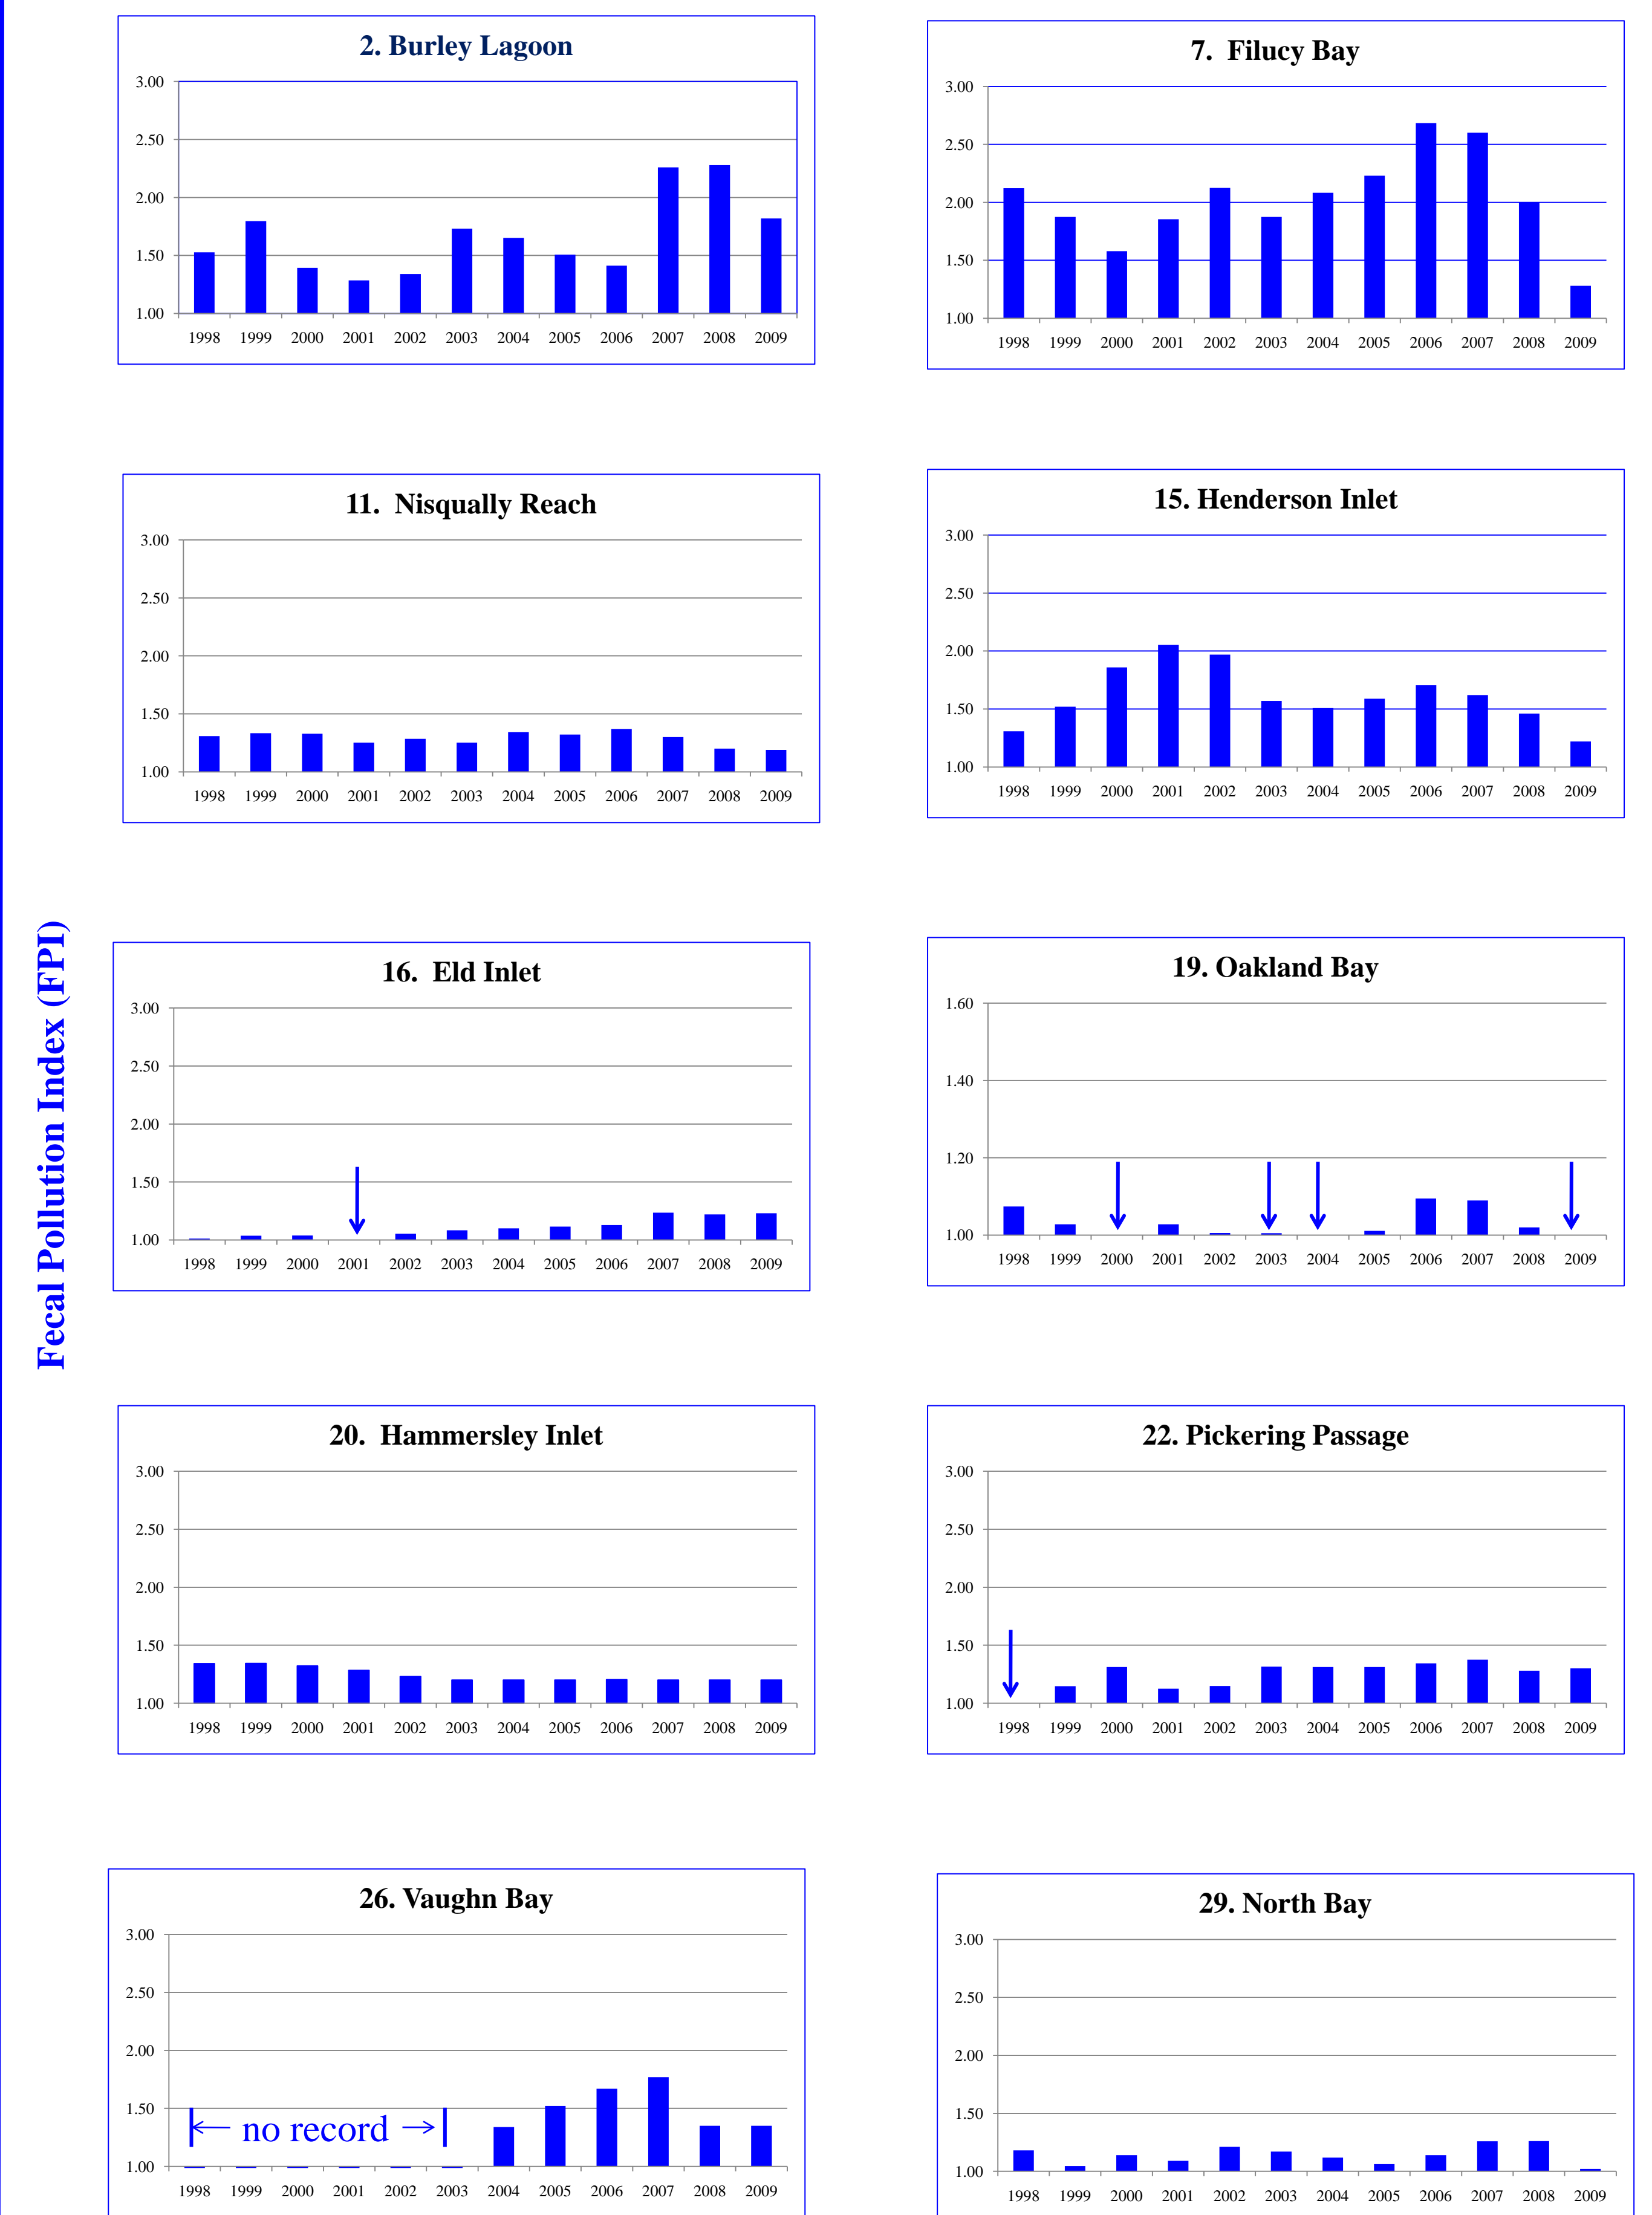 Fecal Pollution Index (FPI)
2. Burley Lagoon
3.00
2.50
2.00
1.50
1.00
1998 1999 2000 2001 2002 2003 2004 2005 2006 2007 2008 2009
7. Filucy Bay
3.00
2.50
2.00
1.50
1.00
1998 1999 2000 2001 2002 2003 2004 2005 2006 2007 2008 2009
11. Nisqually Reach
3.00
2.50
2.00
1.50
1.00
1998 1999 2000 2001 2002 2003 2004 2005 2006 2007 2008 2009
15. Henderson Inlet
3.00
2.50
2.00
1.50
1.00
1998 1999 2000 2001 2002 2003 2004 2005 2006 2007 2008 2009
16. Eld Inlet
3.00
2.50
2.00
1.50
1.00
1998 1999 2000 2001 2002 2003 2004 2005 2006 2007 2008 2009
19. Oakland Bay
1.60
1.40
1.20
1.00
1998 1999 2000 2001 2002 2003 2004 2005 2006 2007 2008 2009
20. Hammersley Inlet
3.00
2.50
2.00
1.50
1.00
1998 1999 2000 2001 2002 2003 2004 2005 2006 2007 2008 2009
22. Pickering Passage
3.00
2.50
2.00
1.50
1.00
1998 1999 2000 2001 2002 2003 2004 2005 2006 2007 2008 2009
26. Vaughn Bay
3.00
2.50
2.00
1.50
no record
1.00
1998 1999 2000 2001 2002 2003 2004 2005 2006 2007 2008 2009
29. North Bay
3.00
2.50
2.00
1.50
1.00
1998 1999 2000 2001 2002 2003 2004 2005 2006 2007 2008 2009